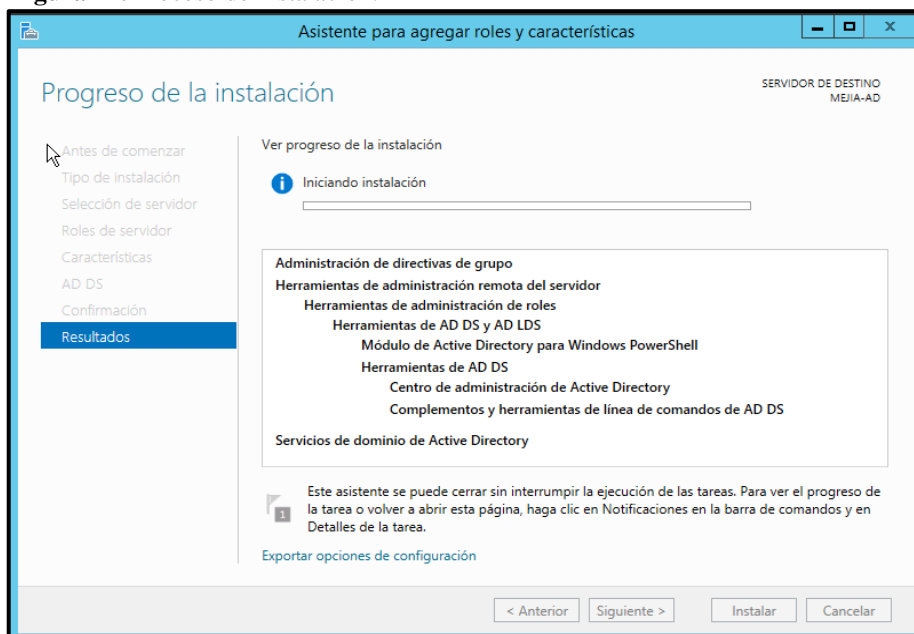 Asistente para agregar roles y características
Progreso de la instalación
SERVIDOR DE DESTINO
MEJIA-AD
Antes de comenzar
Tipo de instalación
Selección de servidor
Roles de servidor
Características
AD DS
Confirmación
Resultados
Ver progreso de la instalación
Iniciando instalación
Administración de directivas de grupo
Herramientas de administración remota del servidor
Herramientas de administración de roles
Herramientas de AD DS y AD LDS
Módulo de Active Directory para Windows PowerShell
Herramientas de AD DS
Centro de administración de Active Directory
Complementos y herramientas de línea de comandos de AD DS
Servicios de dominio de Active Directory
1
Este asistente se puede cerrar sin interrumpir la ejecución de las tareas. Para ver el progreso de
la tarea o volver a abrir esta página, haga clic en Notificaciones en la barra de comandos y en
Detalles de la tarea.
Exportar opciones de configuración
< Anterior
Siguiente >
Instalar
Cancelar